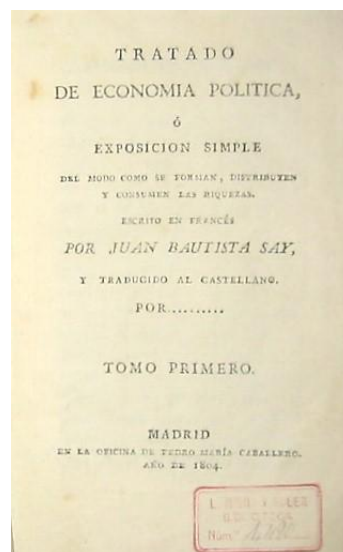 TRATADO
DE ECONOMIA POLITICA,
ó
EXPOSICION SIMPLE
DEL MODO COMO SE FORMAN, DISTRIBUYEN
Y CONSUMEN LAS RIQUEZAS.
ESCRITO EN FRANCÉS
POR JUAN BAUTISTA SAY,
Y TRADUCIDO AL CASTELLANO.
POR.........
TOMO PRIMERO.
MADRID
EN LA OFICINA DE PEDRO MARÍA CABALLERO.
AÑO DE 1804.
Núm.